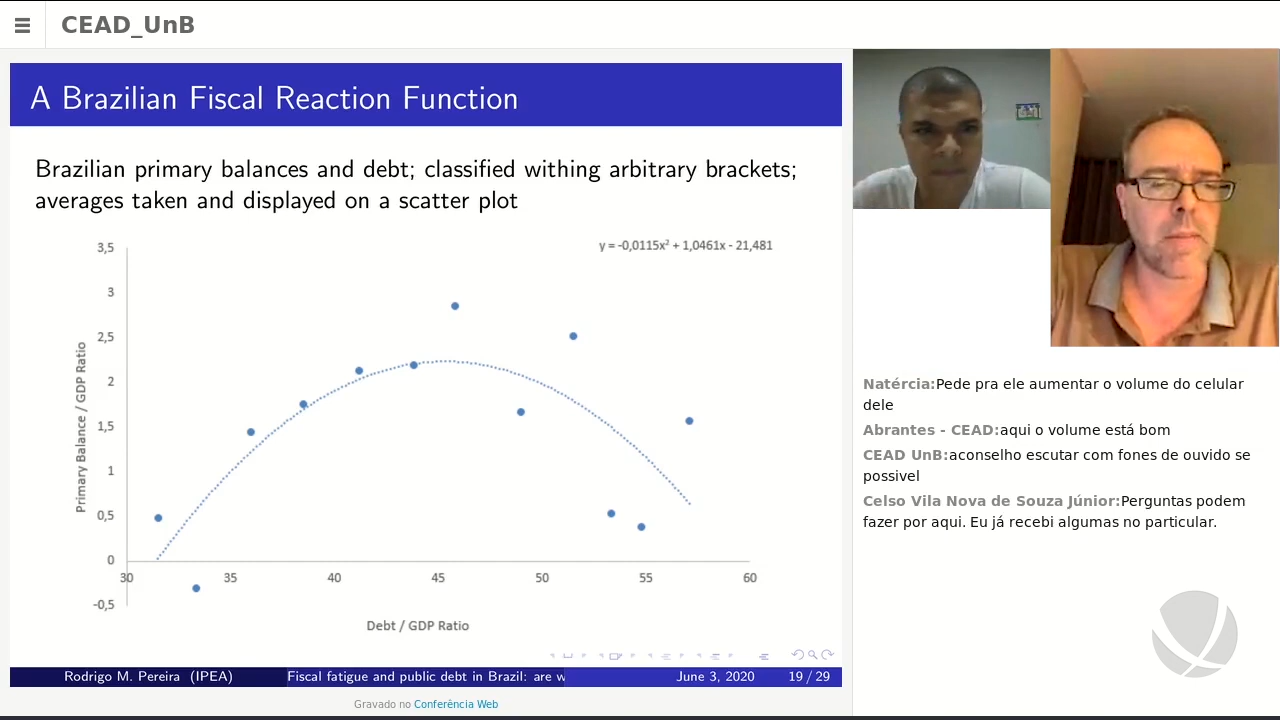 CEAD_UnB
A Brazilian Fiscal Reaction Function
Brazilian primary balances and debt; classified withing arbitrary brackets;
averages taken and displayed on a scatter plot
y = -0,0115x² + 1,0461x - 21,481
3,5
3
2,5
2
1,5
1
0,5
0
-0,5
Primary Balance / GDP Ratio
30 35 40 45 50 55 60
Debt / GDP Ratio
Rodrigo M. Pereira (IPEA) Fiscal fatigue and public debt in Brazil: are w June 3, 2020 19 / 29
Gravado no Conferência Web
Natércia:Pede pra ele aumentar o volume do celular
dele
Abrantes - CEAD:aqui o volume está bom
CEAD UnB:aconselho escutar com fones de ouvido se
possivel
Celso Vila Nova de Souza Júnior:Perguntas podem
fazer por aqui. Eu já recebi algumas no particular.